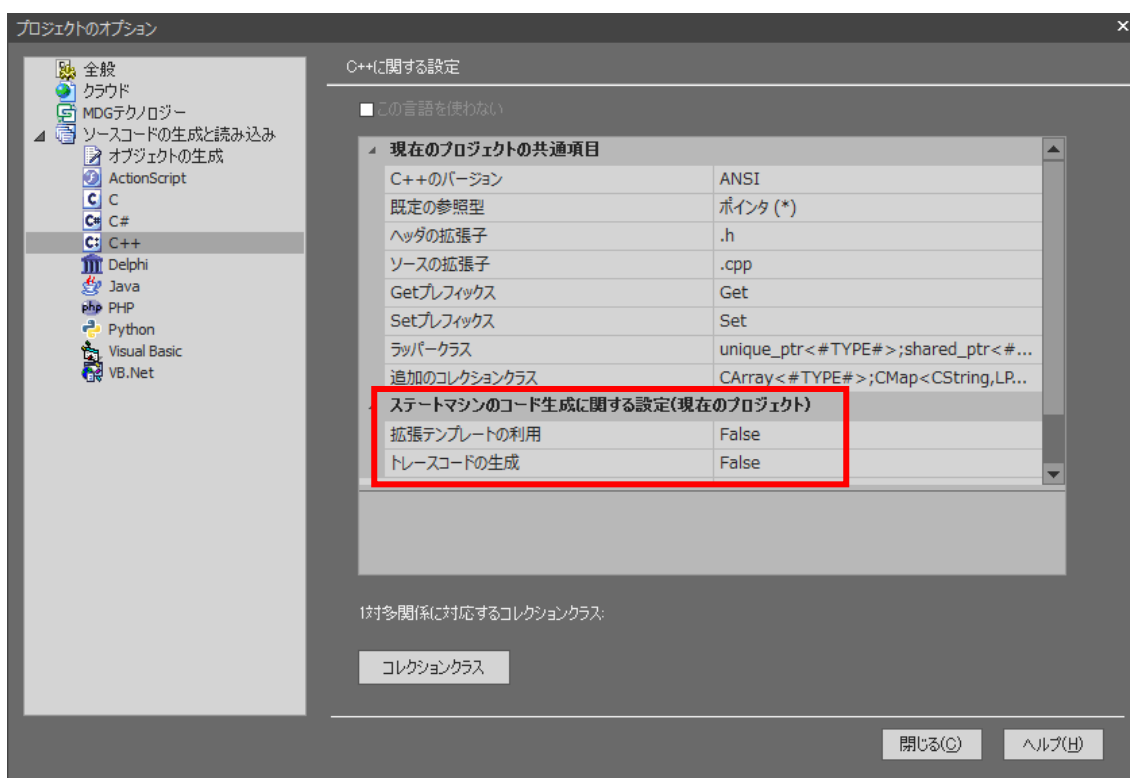 プロジェクトのオプション
全般
クラウド
MDGテクノロジー
ソースコードの生成と読み込み
オブジェクトの生成
ActionScript
C
C#
C++
Delphi
Java
PHP
Python
Visual Basic
VB.Net
C++に関する設定
この言語を使わない
現在のプロジェクトの共通項目
C++のバージョン ANSI
既定の参照型 ポインタ (*)
ヘッダの拡張子 .h
ソースの拡張子 .cpp
Getプレフィックス Get
Setプレフィックス Set
ラッパークラス unique_ptr<#TYPE#>;shared_ptr<#...
追加のコレクションクラス CArray<#TYPE#>;CMap<CString,LP...
ステートマシンのコード生成に関する設定(現在のプロジェクト)
拡張テンプレートの利用 False
トレースコードの生成 False
1対多関係に対応するコレクションクラス:
コレクションクラス
閉じる(C) ヘルプ(H)